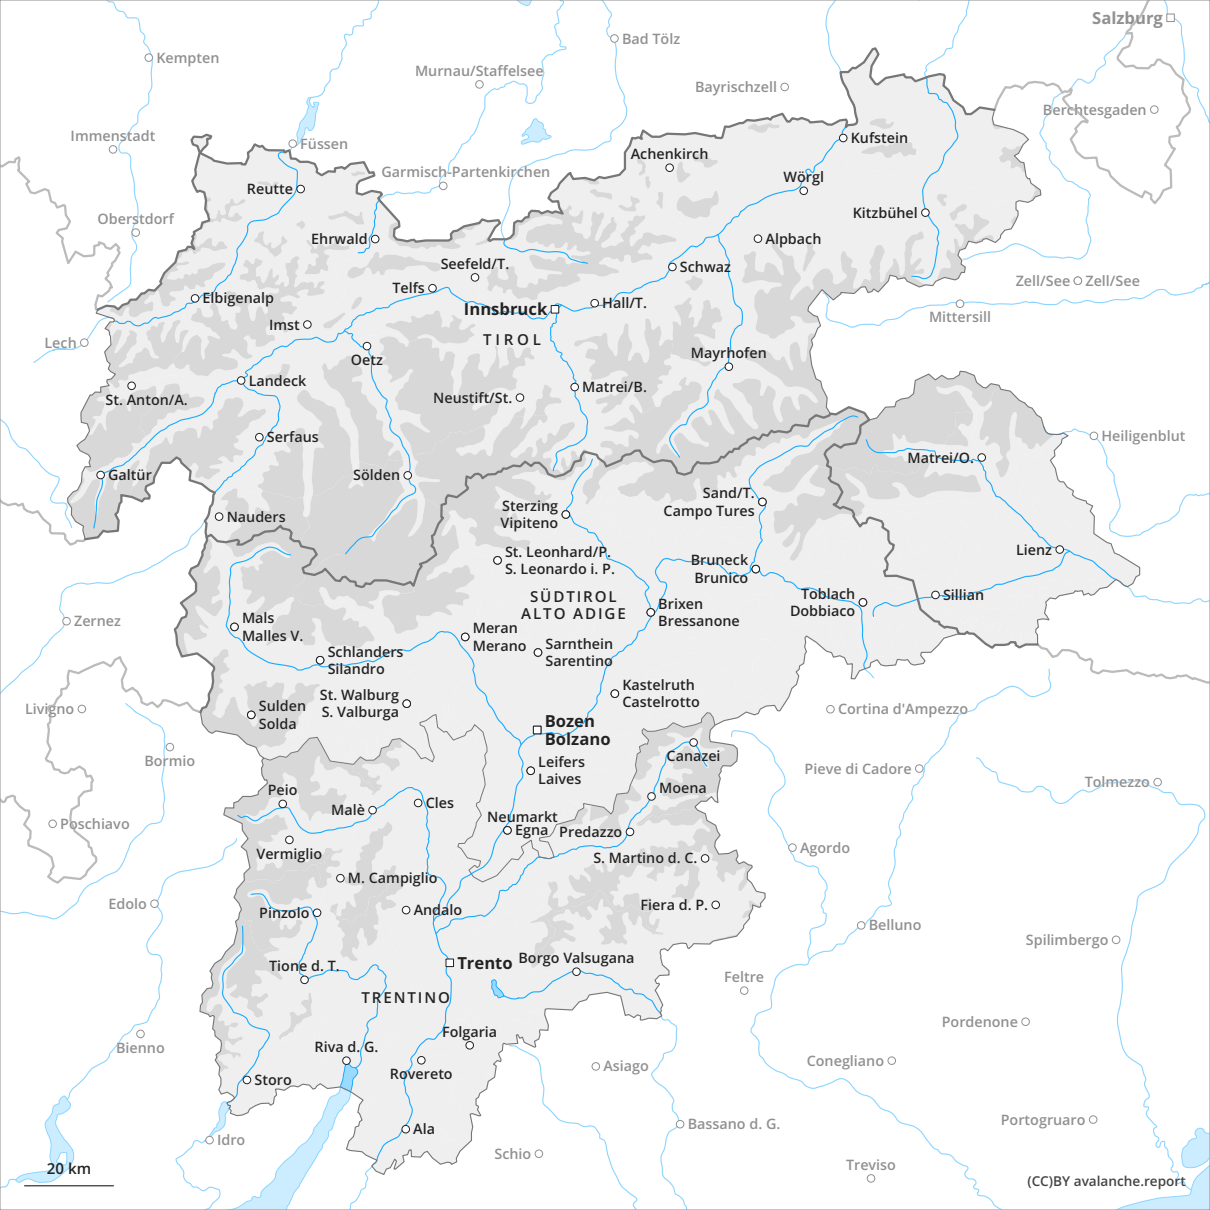 Salzburg
Bad Tölz
Kempten
Murnau/Staffelsee
Bayrischzell
Berchtesgaden
Immenstadt
Füssen
Kufstein
Achenkirch
Garmisch-Partenkirchen
Wörgl
Reutte
Kitzbühel
Oberstdorf
Ehrwald
Alpbach
Seefeld/T.
Schwaz
Zell/See
Zell/See
Telfs
Elbigenalp
Innsbruck
Hall/T.
Mittersill
Imst
TIROL
Lech
Oetz
Mayrhofen
Landeck
Matrei/B.
St. Anton/A.
Neustift/St.
Serfaus
Heiligenblut
Matrei/O.
Galtür
Sölden
Sand/T.
Campo Tures
Sterzing
Vipiteno
Nauders
St. Leonhard/P.
S. Leonardo i. P.
Lienz
Bruneck
Brunico
SÜDTIROL
ALTO ADIGE
Toblach
Dobbiaco
Sillian
Brixen
Bressanone
Zernez
Mals
Malles V.
Meran
Merano
Sarnthein
Sarentino
Schlanders
Silandro
Kastelruth
Castelrotto
St. Walburg
S. Valburga
Livigno
Sulden
Solda
Cortina d'Ampezzo
Bozen
Bolzano
Bormio
Canazei
Leifers
Laives
Pieve di Cadore
Tolmezzo
Peio
Moena
Malè
Cles
Neumarkt
Egna
Predazzo
Poschiavo
Vermiglio
Agordo
S. Martino d. C.
M. Campiglio
Edolo
Pinzolo
Andalo
Fiera d. P.
Belluno
Spilimbergo
Trento
Borgo Valsugana
Tione d. T.
Feltre
TRENTINO
Pordenone
Bienno
Folgaria
Riva d. G.
Conegliano
Asiago
Rovereto
Storo
Portogruaro
Bassano d. G.
Ala
Idro
Schio
20 km
Treviso
(CC)BY avalanche.report